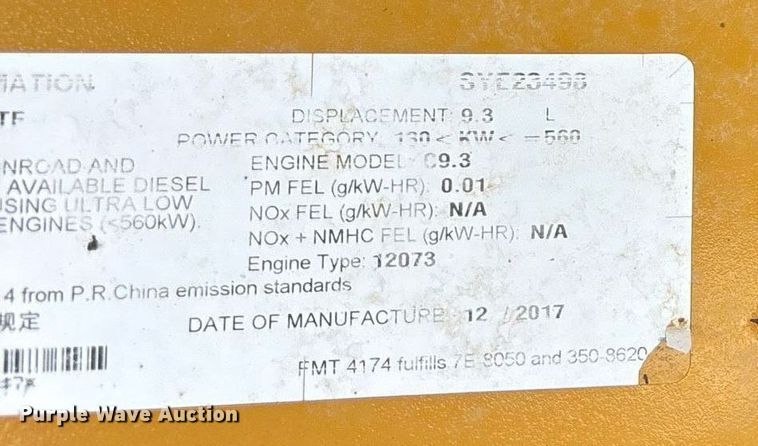 MATION SYE23498
TF DISPLACEMENT: 9.3 L
POWER CATEGORY: 130 < KW < =560
ONROAD AND ENGINE MODEL: C9.3
AVAILABLE DIESEL PM FEL (g/kW-HR): 0.01
USING ULTRA LOW NOx FEL (g/kW-HR): N/A
ENGINES (<560kW). NOx + NMHC FEL (g/kW-HR): N/A
Engine Type: 12073
4 from P.R.China emission standards
规定 DATE OF MANUFACTURE: 12 / 2017
FMT 4174 fulfills 7E-8050 and 350-8620
Purple Wave Auction